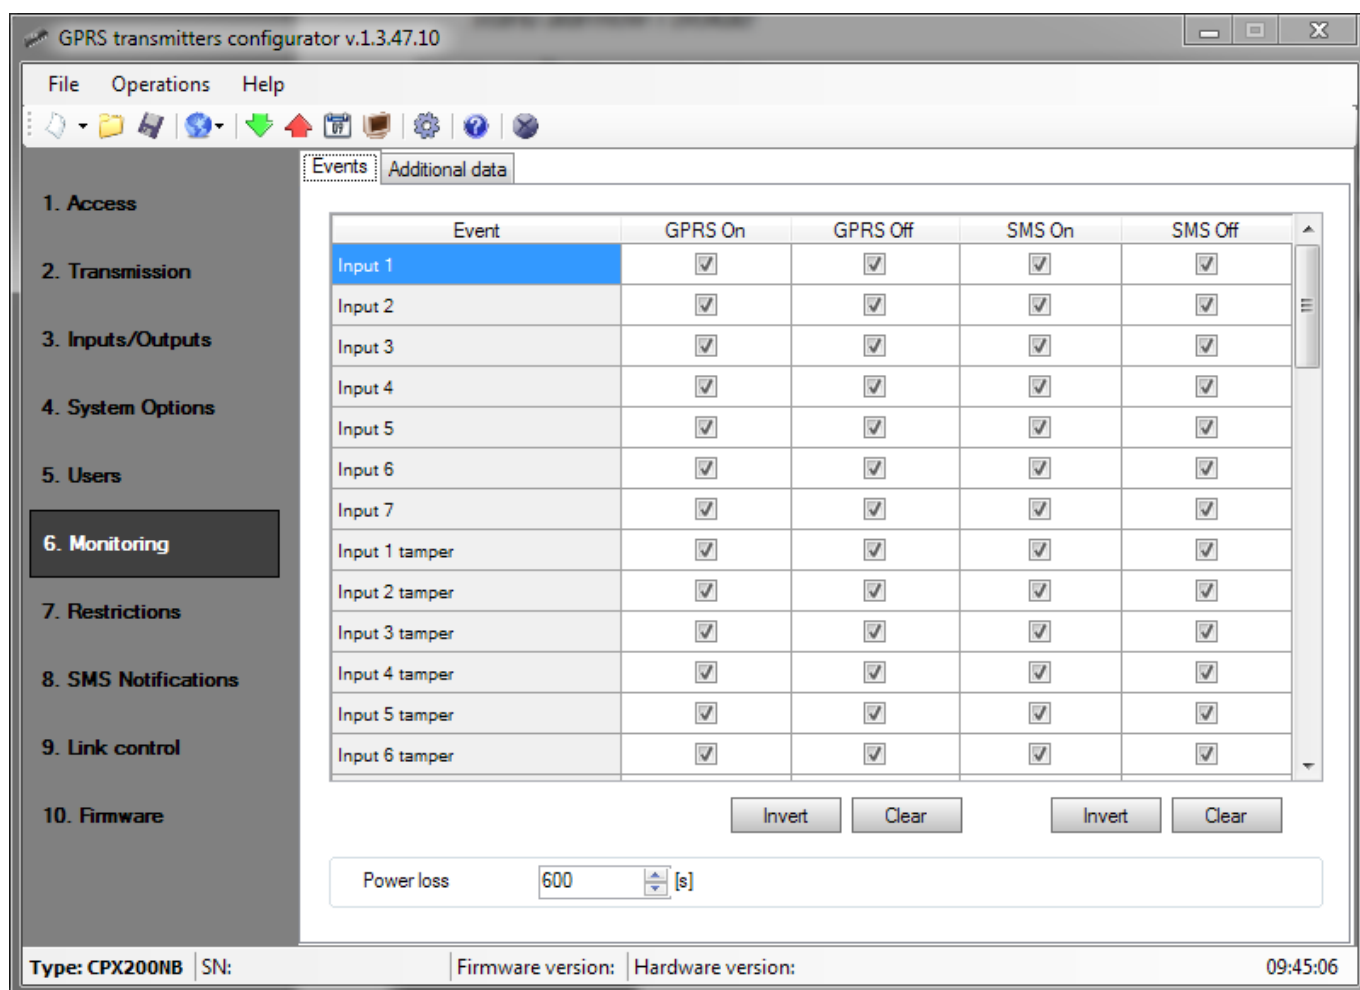 GPRS transmitters configurator v.1.3.47.10
File Operations Help
Events Additional data
1. Access
2. Transmission
3. Inputs/Outputs
4. System Options
5. Users
6. Monitoring
7. Restrictions
8. SMS Notifications
9. Link control
10. Firmware
Event GPRS On GPRS Off SMS On SMS Off
Input 1
Input 2
Input 3
Input 4
Input 5
Input 6
Input 7
Input 1 tamper
Input 2 tamper
Input 3 tamper
Input 4 tamper
Input 5 tamper
Input 6 tamper
Invert Clear Invert Clear
Power loss 600 [s]
Type: CPX200NB SN: Firmware version: Hardware version: 09:45:06